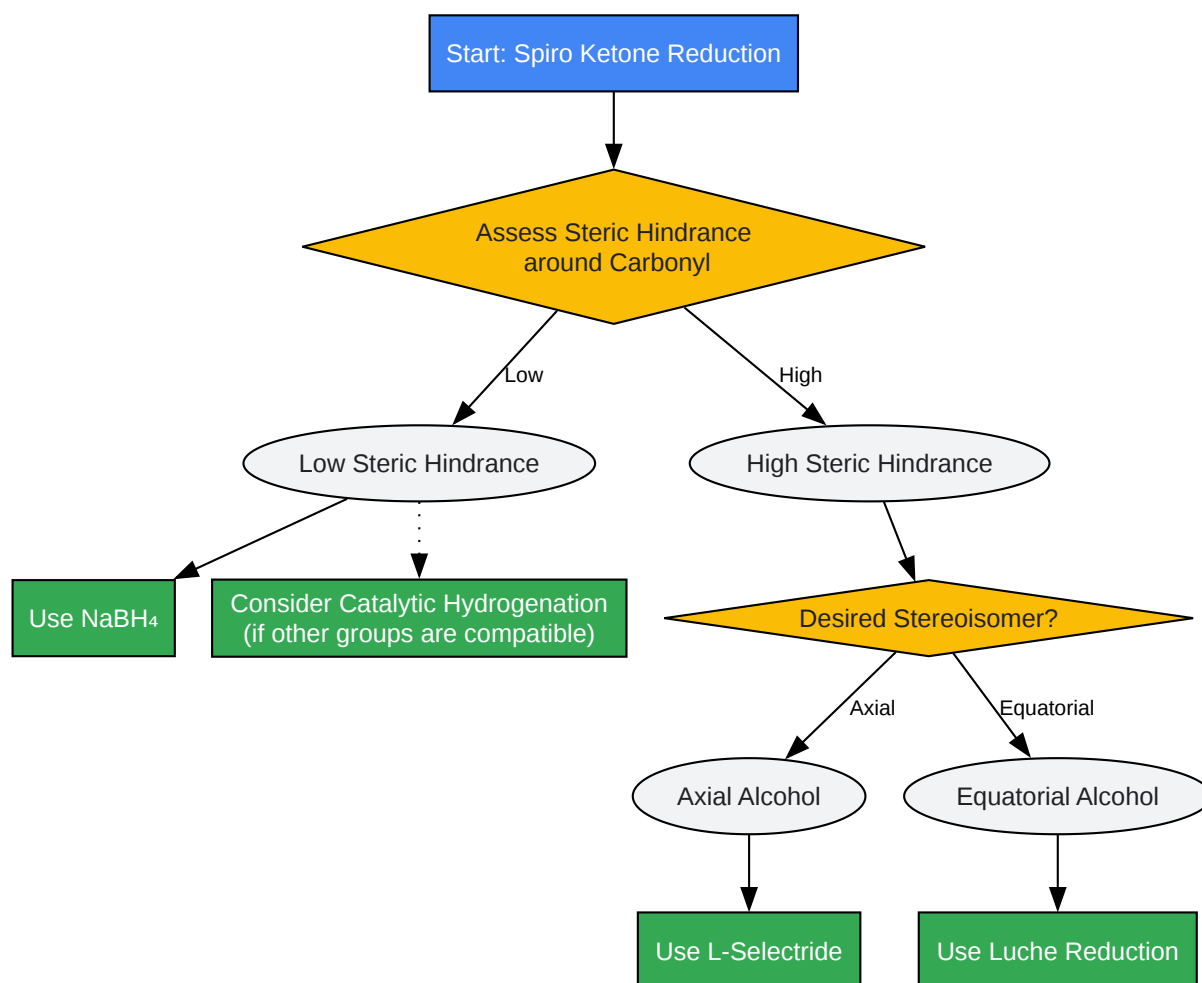 Start: Spiro Ketone Reduction
Assess Steric Hindrance
around Carbonyl
Low
High
Low Steric Hindrance
High Steric Hindrance
Use NaBH₄
Consider Catalytic Hydrogenation
(if other groups are compatible)
Desired Stereoisomer?
Axial
Equatorial
Axial Alcohol
Equatorial Alcohol
Use L-Selectride
Use Luche Reduction